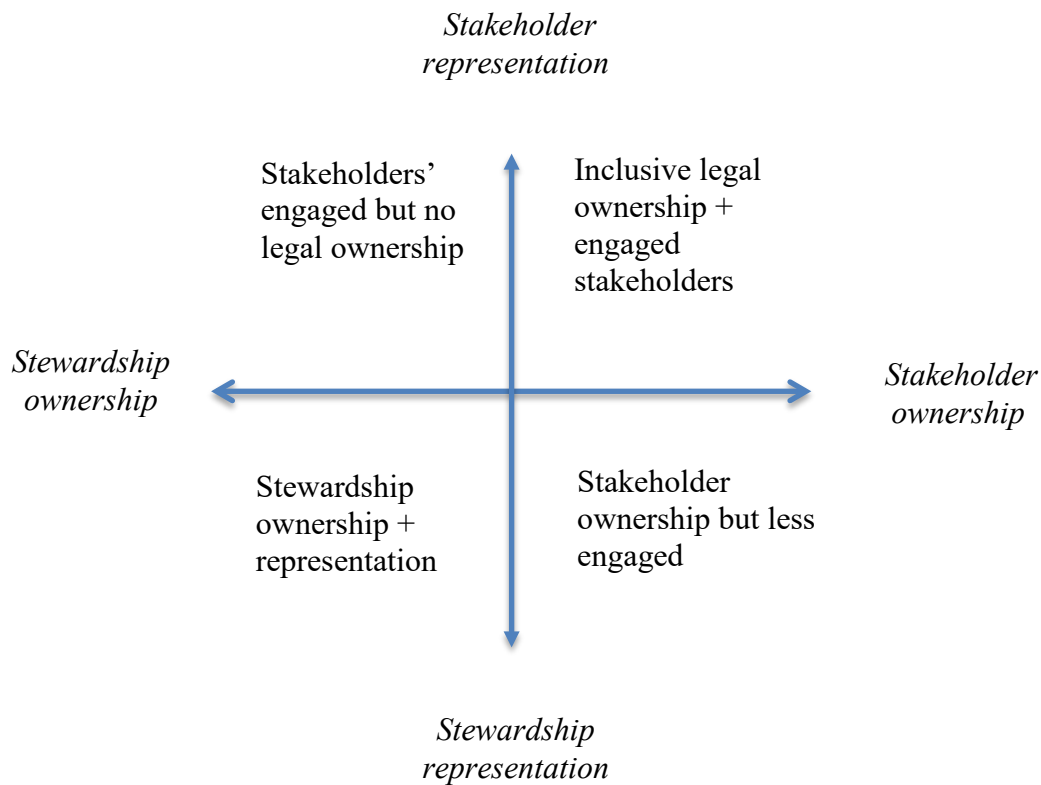 Stakeholder
representation
Stakeholders’
engaged but no
legal ownership
Inclusive legal
ownership +
engaged
stakeholders
Stewardship
ownership
Stakeholder
ownership
Stewardship
ownership +
representation
Stakeholder
ownership but less
engaged
Stewardship
representation